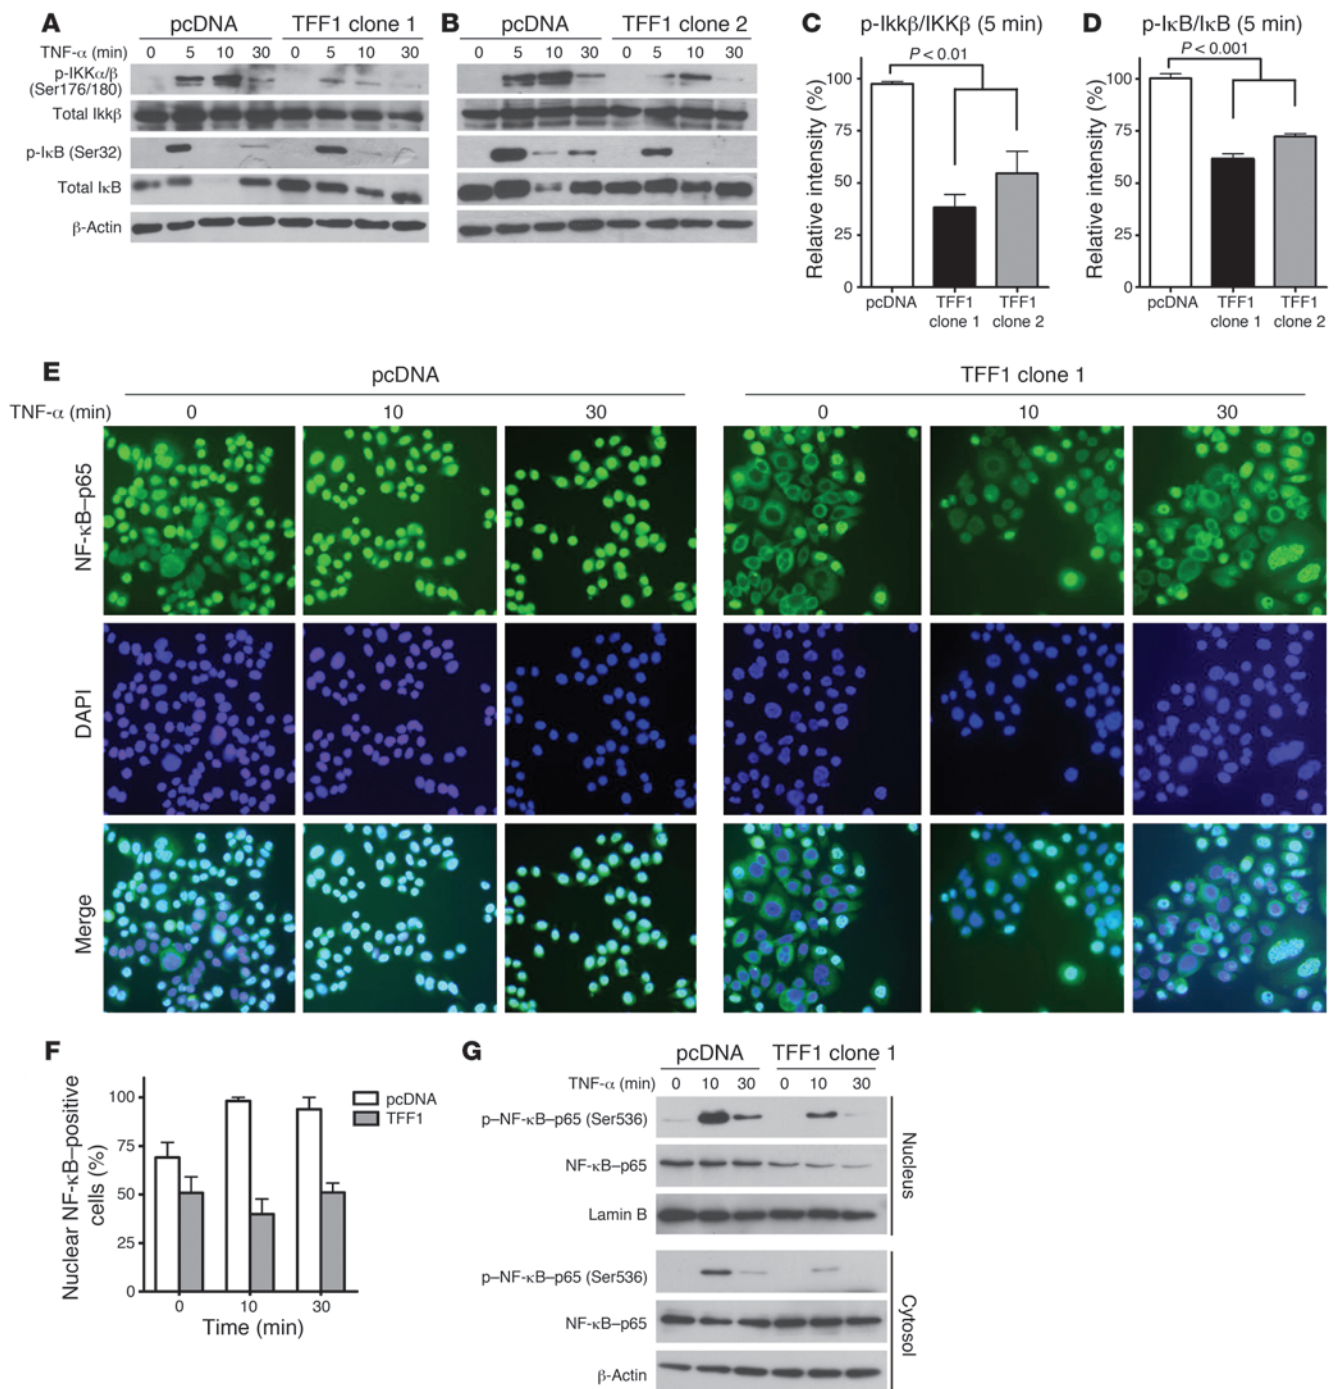 A
pcDNA
TFF1 clone 1
TNF-α (min)
0 5 10 30 0 5 10 30
p-IKKα/β
(Ser176/180)
Total Ikkβ
p-IκB (Ser32)
Total IκB
β-Actin
B
pcDNA
TFF1 clone 2
0 5 10 30 0 5 10 30
C
p-Ikkβ/IKKβ (5 min)
P < 0.01
Relative intensity (%)
100
75
50
25
0
pcDNA
TFF1
clone 1
TFF1
clone 2
D
p-IκB/IκB (5 min)
P < 0.001
Relative intensity (%)
100
75
50
25
0
pcDNA
TFF1
clone 1
TFF1
clone 2
E
pcDNA
TFF1 clone 1
TNF-α (min)
0 10 30 0 10 30
NF-κB–p65
DAPI
Merge
F
Nuclear NF-κB–positive
cells (%)
100
75
50
25
0
pcDNA
TFF1
0 10 30
Time (min)
G
pcDNA
TFF1 clone 1
TNF-α (min)
0 10 30 0 10 30
p–NF-κB–p65 (Ser536)
NF-κB–p65
Lamin B
Nucleus
p–NF-κB–p65 (Ser536)
NF-κB–p65
β-Actin
Cytosol